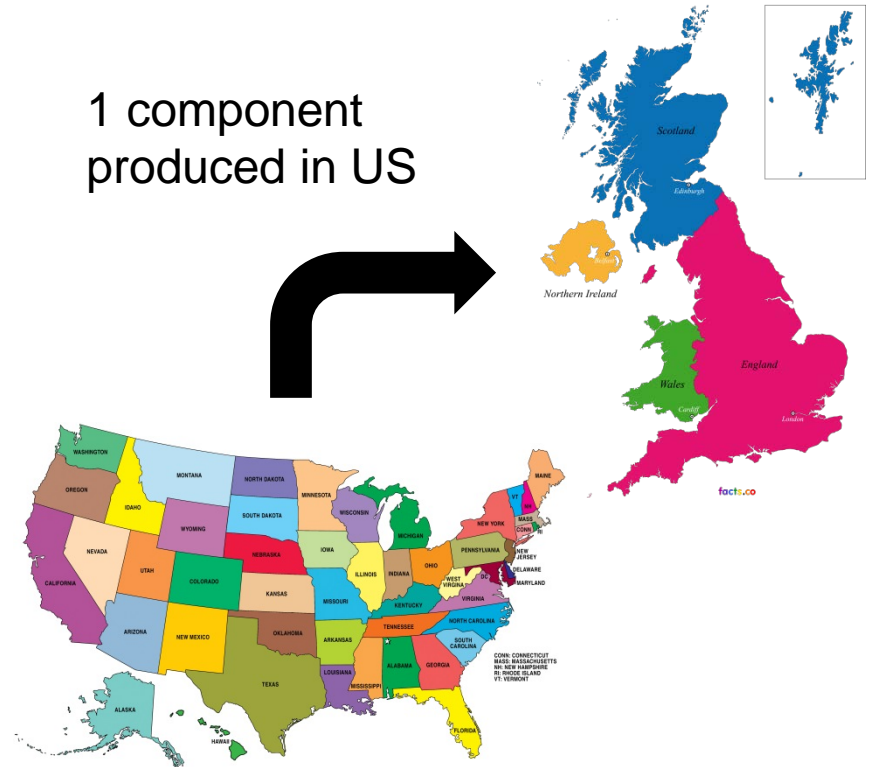 1 component
produced in US
Scotland
Edinburgh
Belfast
Northern Ireland
England
Wales
Cardiff
London
facts.co
WASHINGTON
OREGON
IDAHO
MONTANA
NORTH DAKOTA
SOUTH DAKOTA
MINNESOTA
WISCONSIN
MICHIGAN
MAINE
VT
NH
NEW YORK
MASS
CONN
RI
WYOMING
NEBRASKA
IOWA
NEVADA
UTAH
COLORADO
CALIFORNIA
KANSAS
MISSOURI
ILLINOIS
INDIANA
OHIO
PENNSYLVANIA
NEW
JERSEY
DELAWARE
MARYLAND
DC
WEST
VIRGINIA
VIRGINIA
KENTUCKY
TENNESSEE
NORTH CAROLINA
SOUTH
CAROLINA
ARIZONA
NEW MEXICO
OKLAHOMA
ARKANSAS
TEXAS
LOUISIANA
MISSISSIPPI
ALABAMA
GEORGIA
FLORIDA
CONN: CONNECTICUT
MASS: MASSACHUSETTS
NH: NEW HAMPSHIRE
RI: RHODE ISLAND
VT: VERMONT
ALASKA
HAWAII